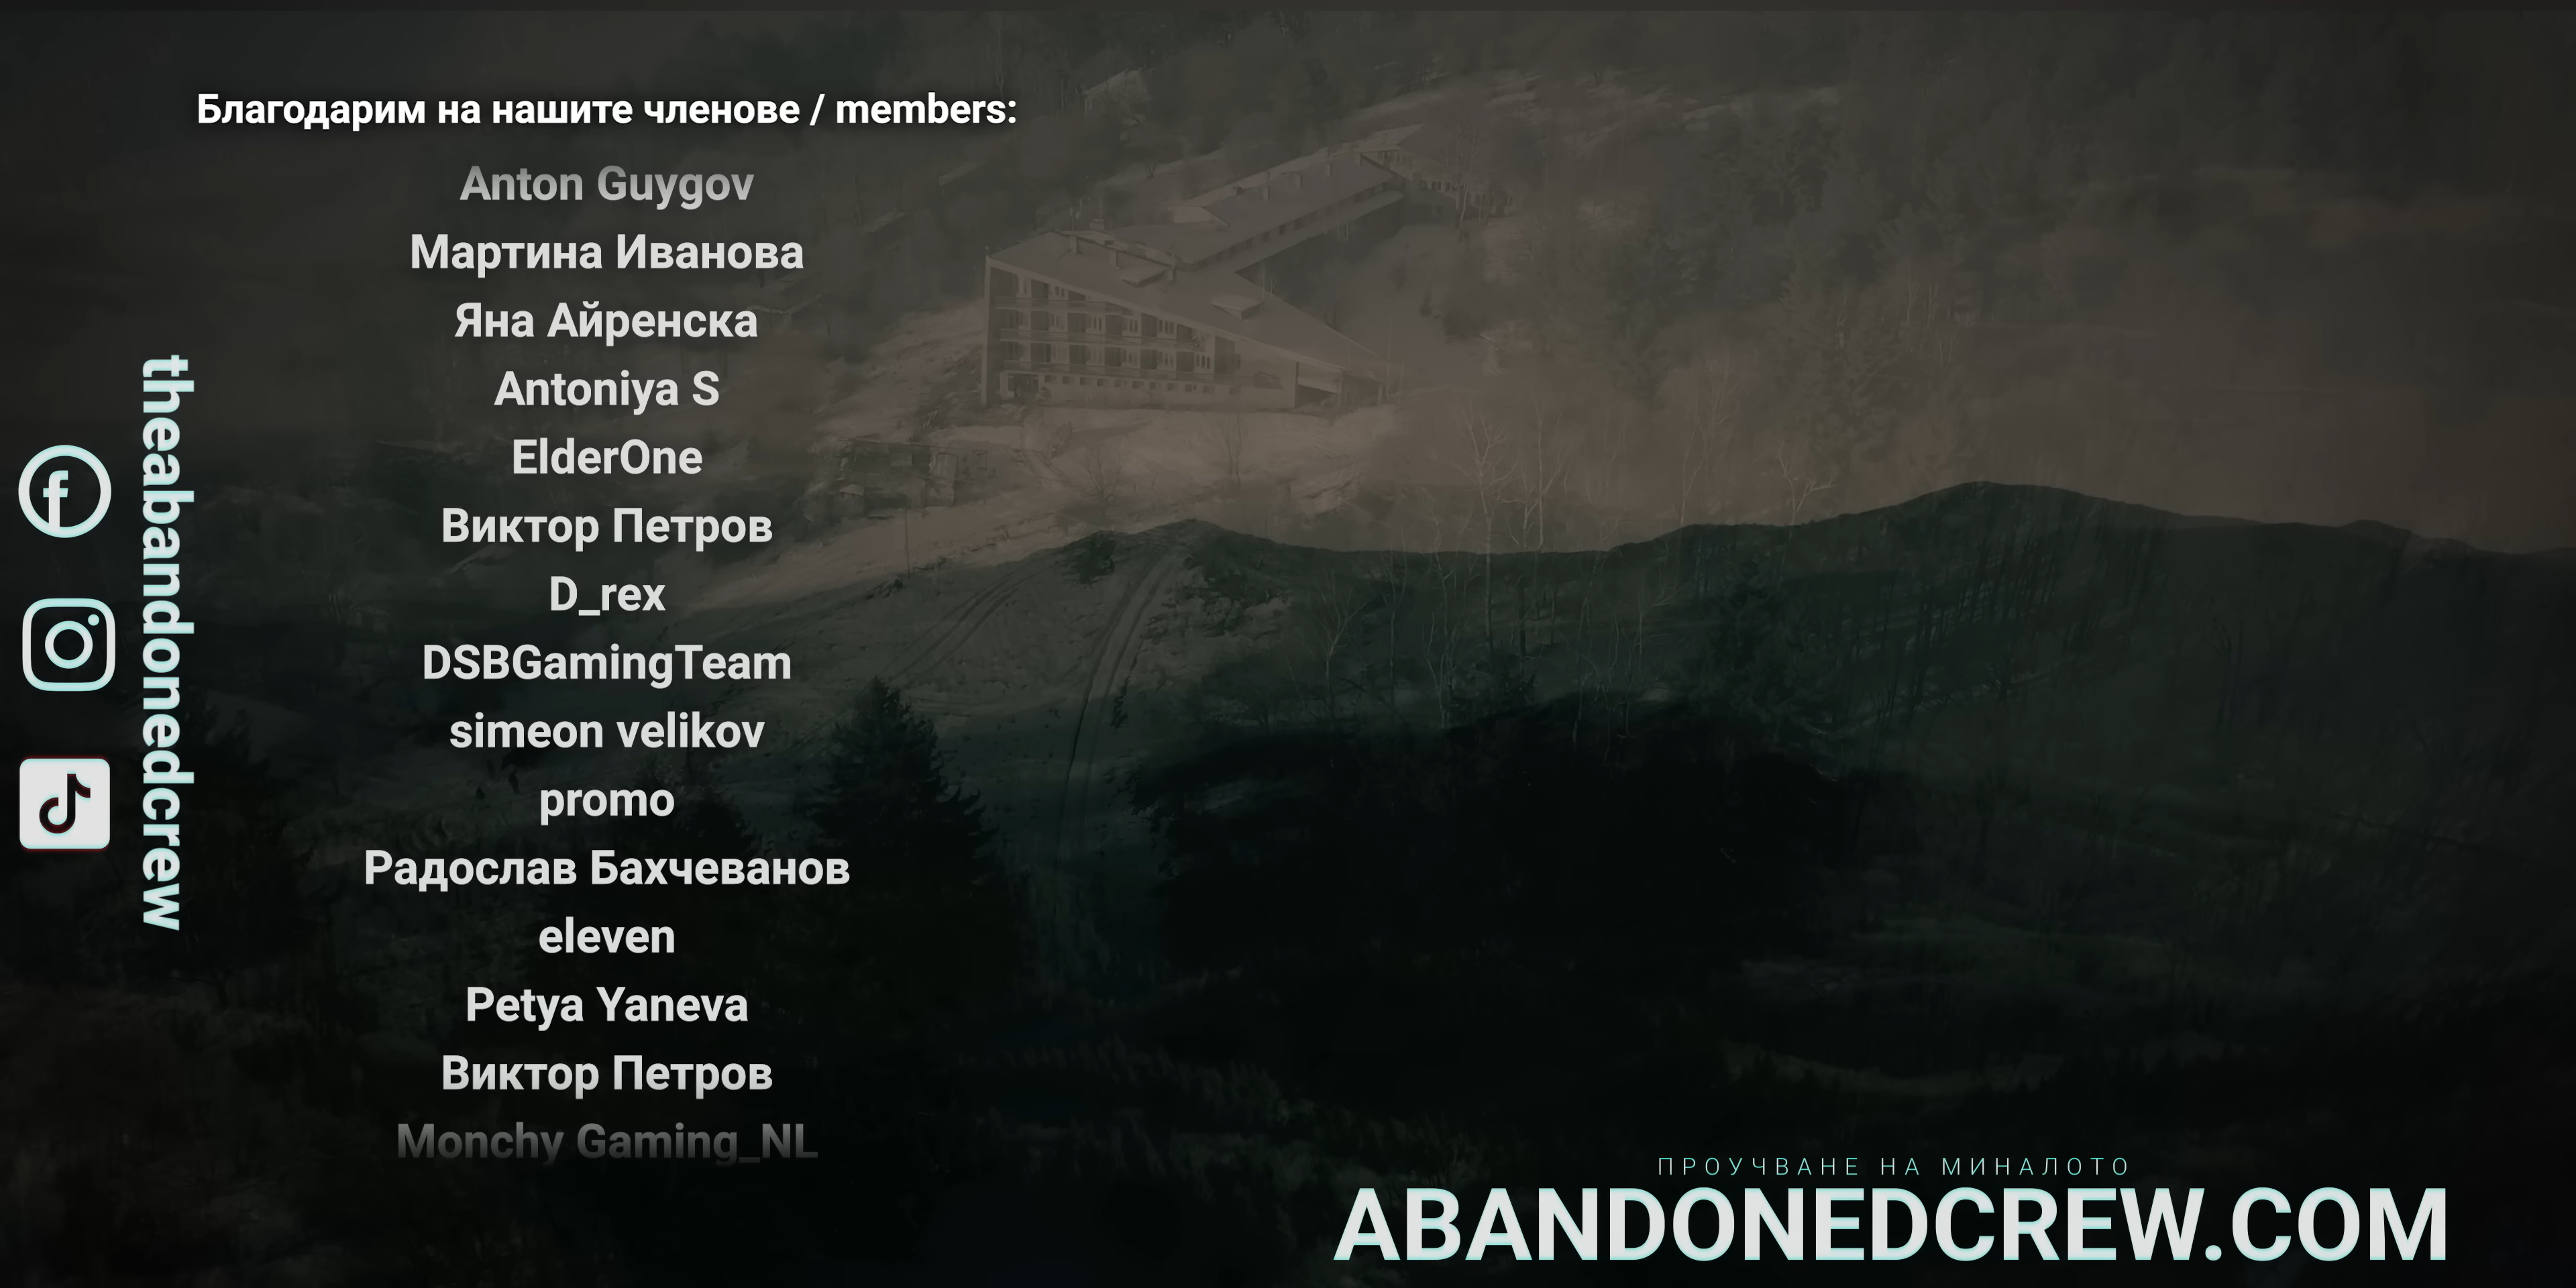 Благодарим на нашите членове / members:
Anton Guygov
Мартина Иванова
Яна Айренска
Antoniya S
ElderOne
Виктор Петров
D_rex
DSBGamingTeam
simeon velikov
promo
Радослав Бахчеванов
eleven
Petya Yaneva
Виктор Петров
Monchy Gaming_NL
theabandonedcrew
ПРОУЧВАНЕ НА МИНАЛОТО
ABANDONEDCREW.COM